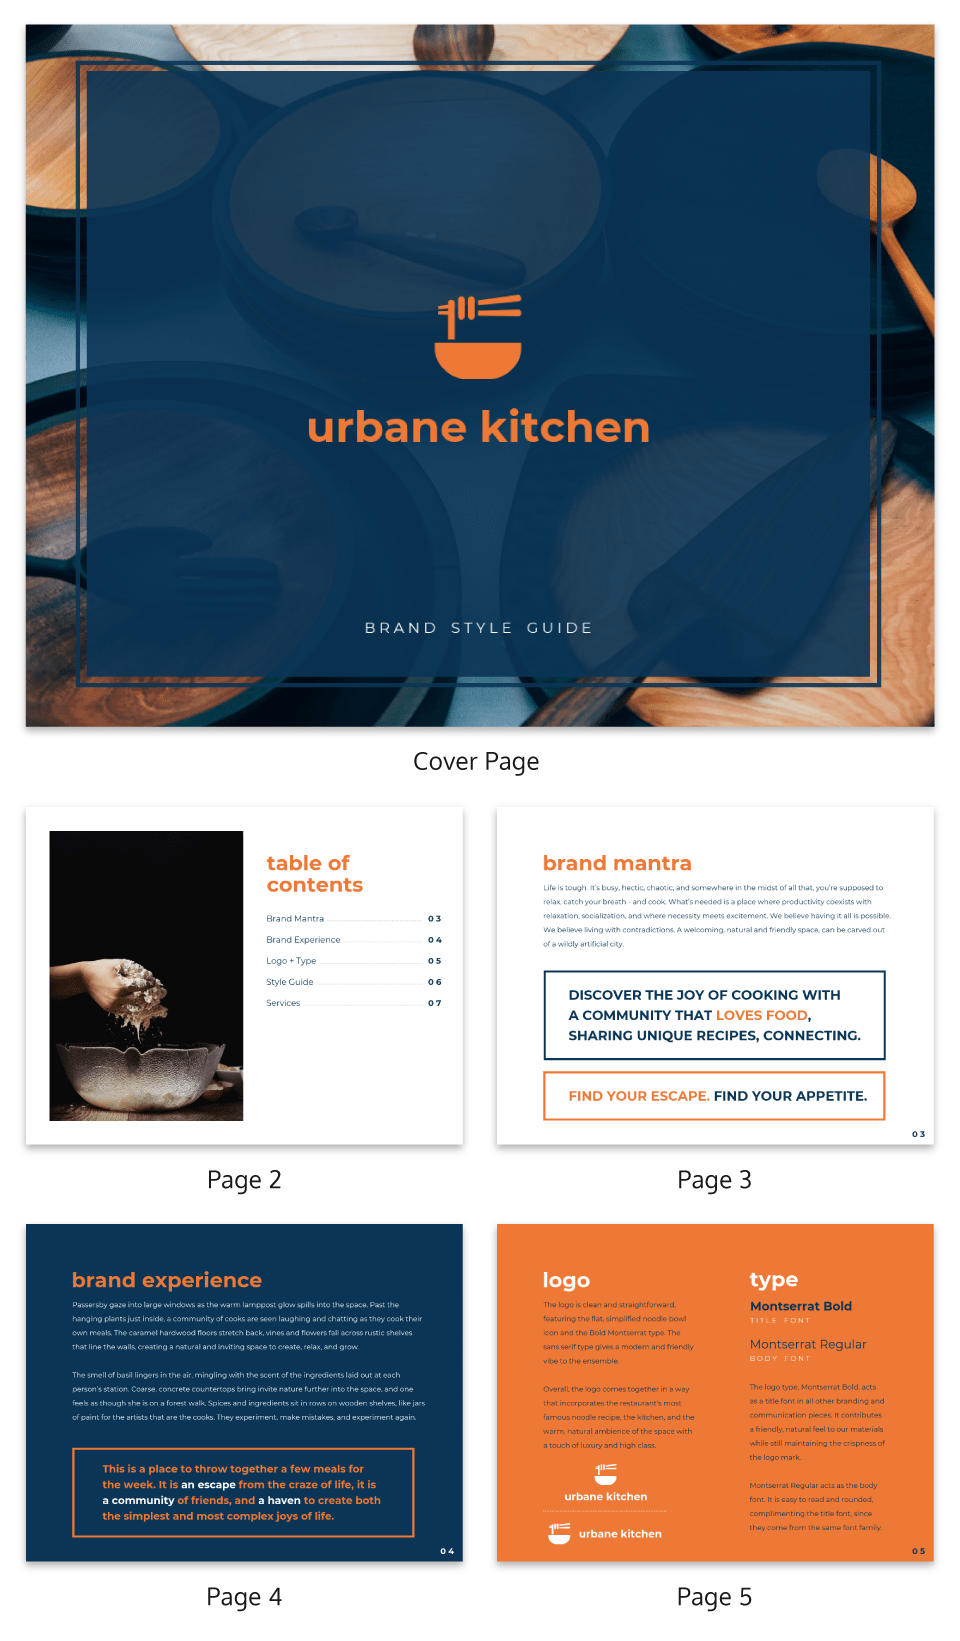 urbane kitchen
BRAND STYLE GUIDE
Cover Page
table of
contents
Brand Mantra 03
Brand Experience 04
Logo + Type 05
Style Guide 06
Services 07
Page 2
brand mantra
Life is tough. It's busy, hectic, chaotic, and somewhere in the midst of all that, you're supposed to
relax, catch your breath - and cook. What's needed is a place where productivity coexists with
relaxation, socialization, and where necessity meets excitement. We believe having it all is possible.
We believe living with contradictions. A welcoming, natural and friendly space, can be carved out
of a wildly artificial city.
DISCOVER THE JOY OF COOKING WITH
A COMMUNITY THAT LOVES FOOD,
SHARING UNIQUE RECIPES, CONNECTING.
FIND YOUR ESCAPE. FIND YOUR APPETITE.
03
Page 3
brand experience
Passersby gaze into large windows as the warm lamppost glow spills into the space. Past the
hanging plants just inside, a community of cooks are seen laughing and chatting as they cook their
own meals. The caramel hardwood floors stretch back, vines and flowers fall across rustic shelves
that line the walls, creating a natural and inviting space to create, relax, and grow.
The smell of basil lingers in the air, mingling with the scent of the ingredients laid out at each
person's station. Coarse, concrete countertops bring invite nature further into the space, and one
feels as though she is on a forest walk. Spices and ingredients sit in rows on wooden shelves, like jars
of paint for the artists that are the cooks. They experiment, make mistakes, and experiment again.
This is a place to throw together a few meals for
the week. It is an escape from the craze of life, it is
a community of friends, and a haven to create both
the simplest and most complex joys of life.
04
Page 4
logo
The logo is clean and straightforward,
featuring the flat, simplified noodle bowl
icon and the Bold Montserrat type. The
sans serif type gives a modern and friendly
vibe to the ensemble.
Overall, the logo comes together in a way
that incorporates the restaurant's most
famous noodle recipe, the kitchen, and the
warm, natural ambience of the space with
a touch of luxury and high class.
urbane kitchen
urbane kitchen
type
Montserrat Bold
TITLE FONT
Montserrat Regular
BODY FONT
The logo type, Montserrat Bold, acts
as a title font in all other branding and
communication pieces. It contributes
a friendly, natural feel to our materials
while still maintaining the crispness of
the logo mark.
Montserrat Regular acts as the body
font. It is easy to read and rounded,
complimenting the title font, since
they come from the same font family.
05
Page 5